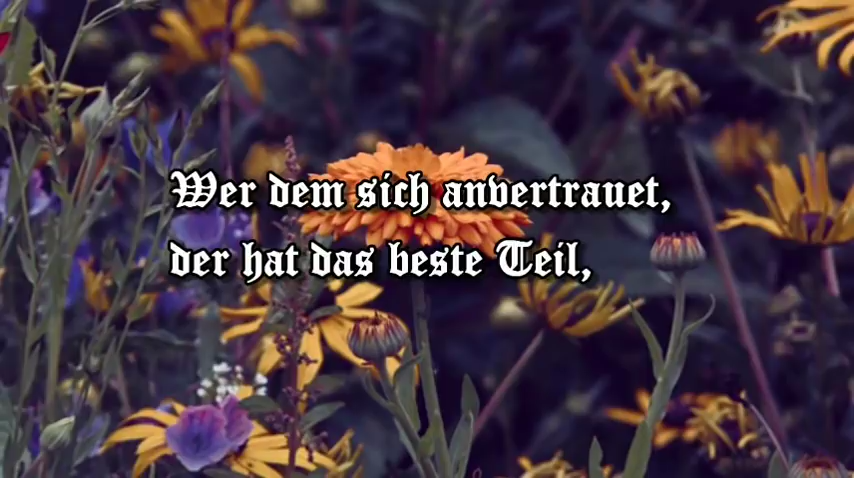 Wer dem sich anvertrauet,
der hat das beste Teil,